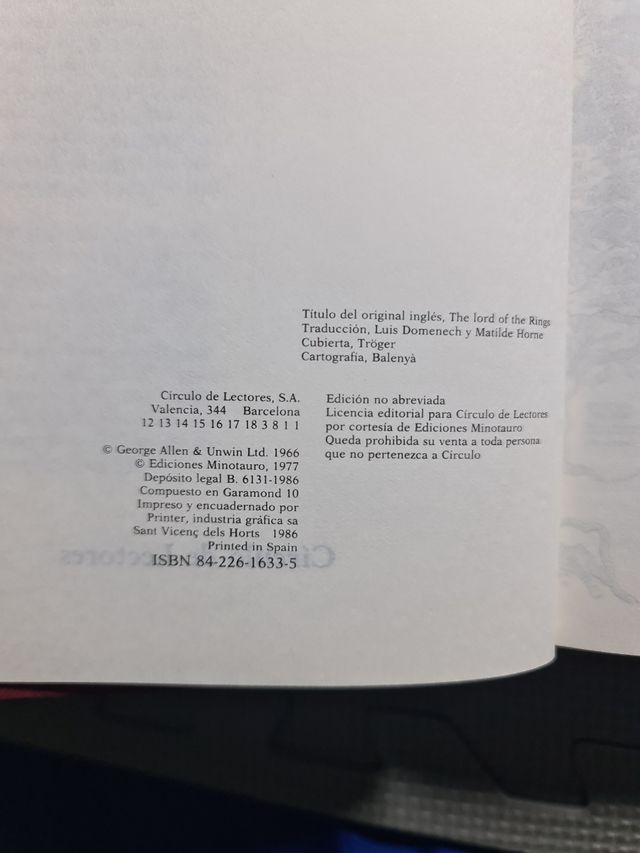 Título del original inglés, The lord of the Rings
Traducción, Luis Domenech y Matilde Horne
Cubierta, Tröger
Cartografía, Balenyà
Círculo de Lectores, S.A.
Valencia, 344 Barcelona
12 13 14 15 16 17 18 3 8 1 1
© George Allen & Unwin Ltd. 1966
© Ediciones Minotauro, 1977
Depósito legal B. 6131-1986
Compuesto en Garamond 10
Impreso y encuadernado por
Printer, industria gráfica sa
Sant Vicenç dels Horts 1986
Printed in Spain
ISBN 84-226-1633-5
Edición no abreviada
Licencia editorial para Círculo de Lectores
por cortesía de Ediciones Minotauro
Queda prohibida su venta a toda persona
que no pertenezca a Círculo